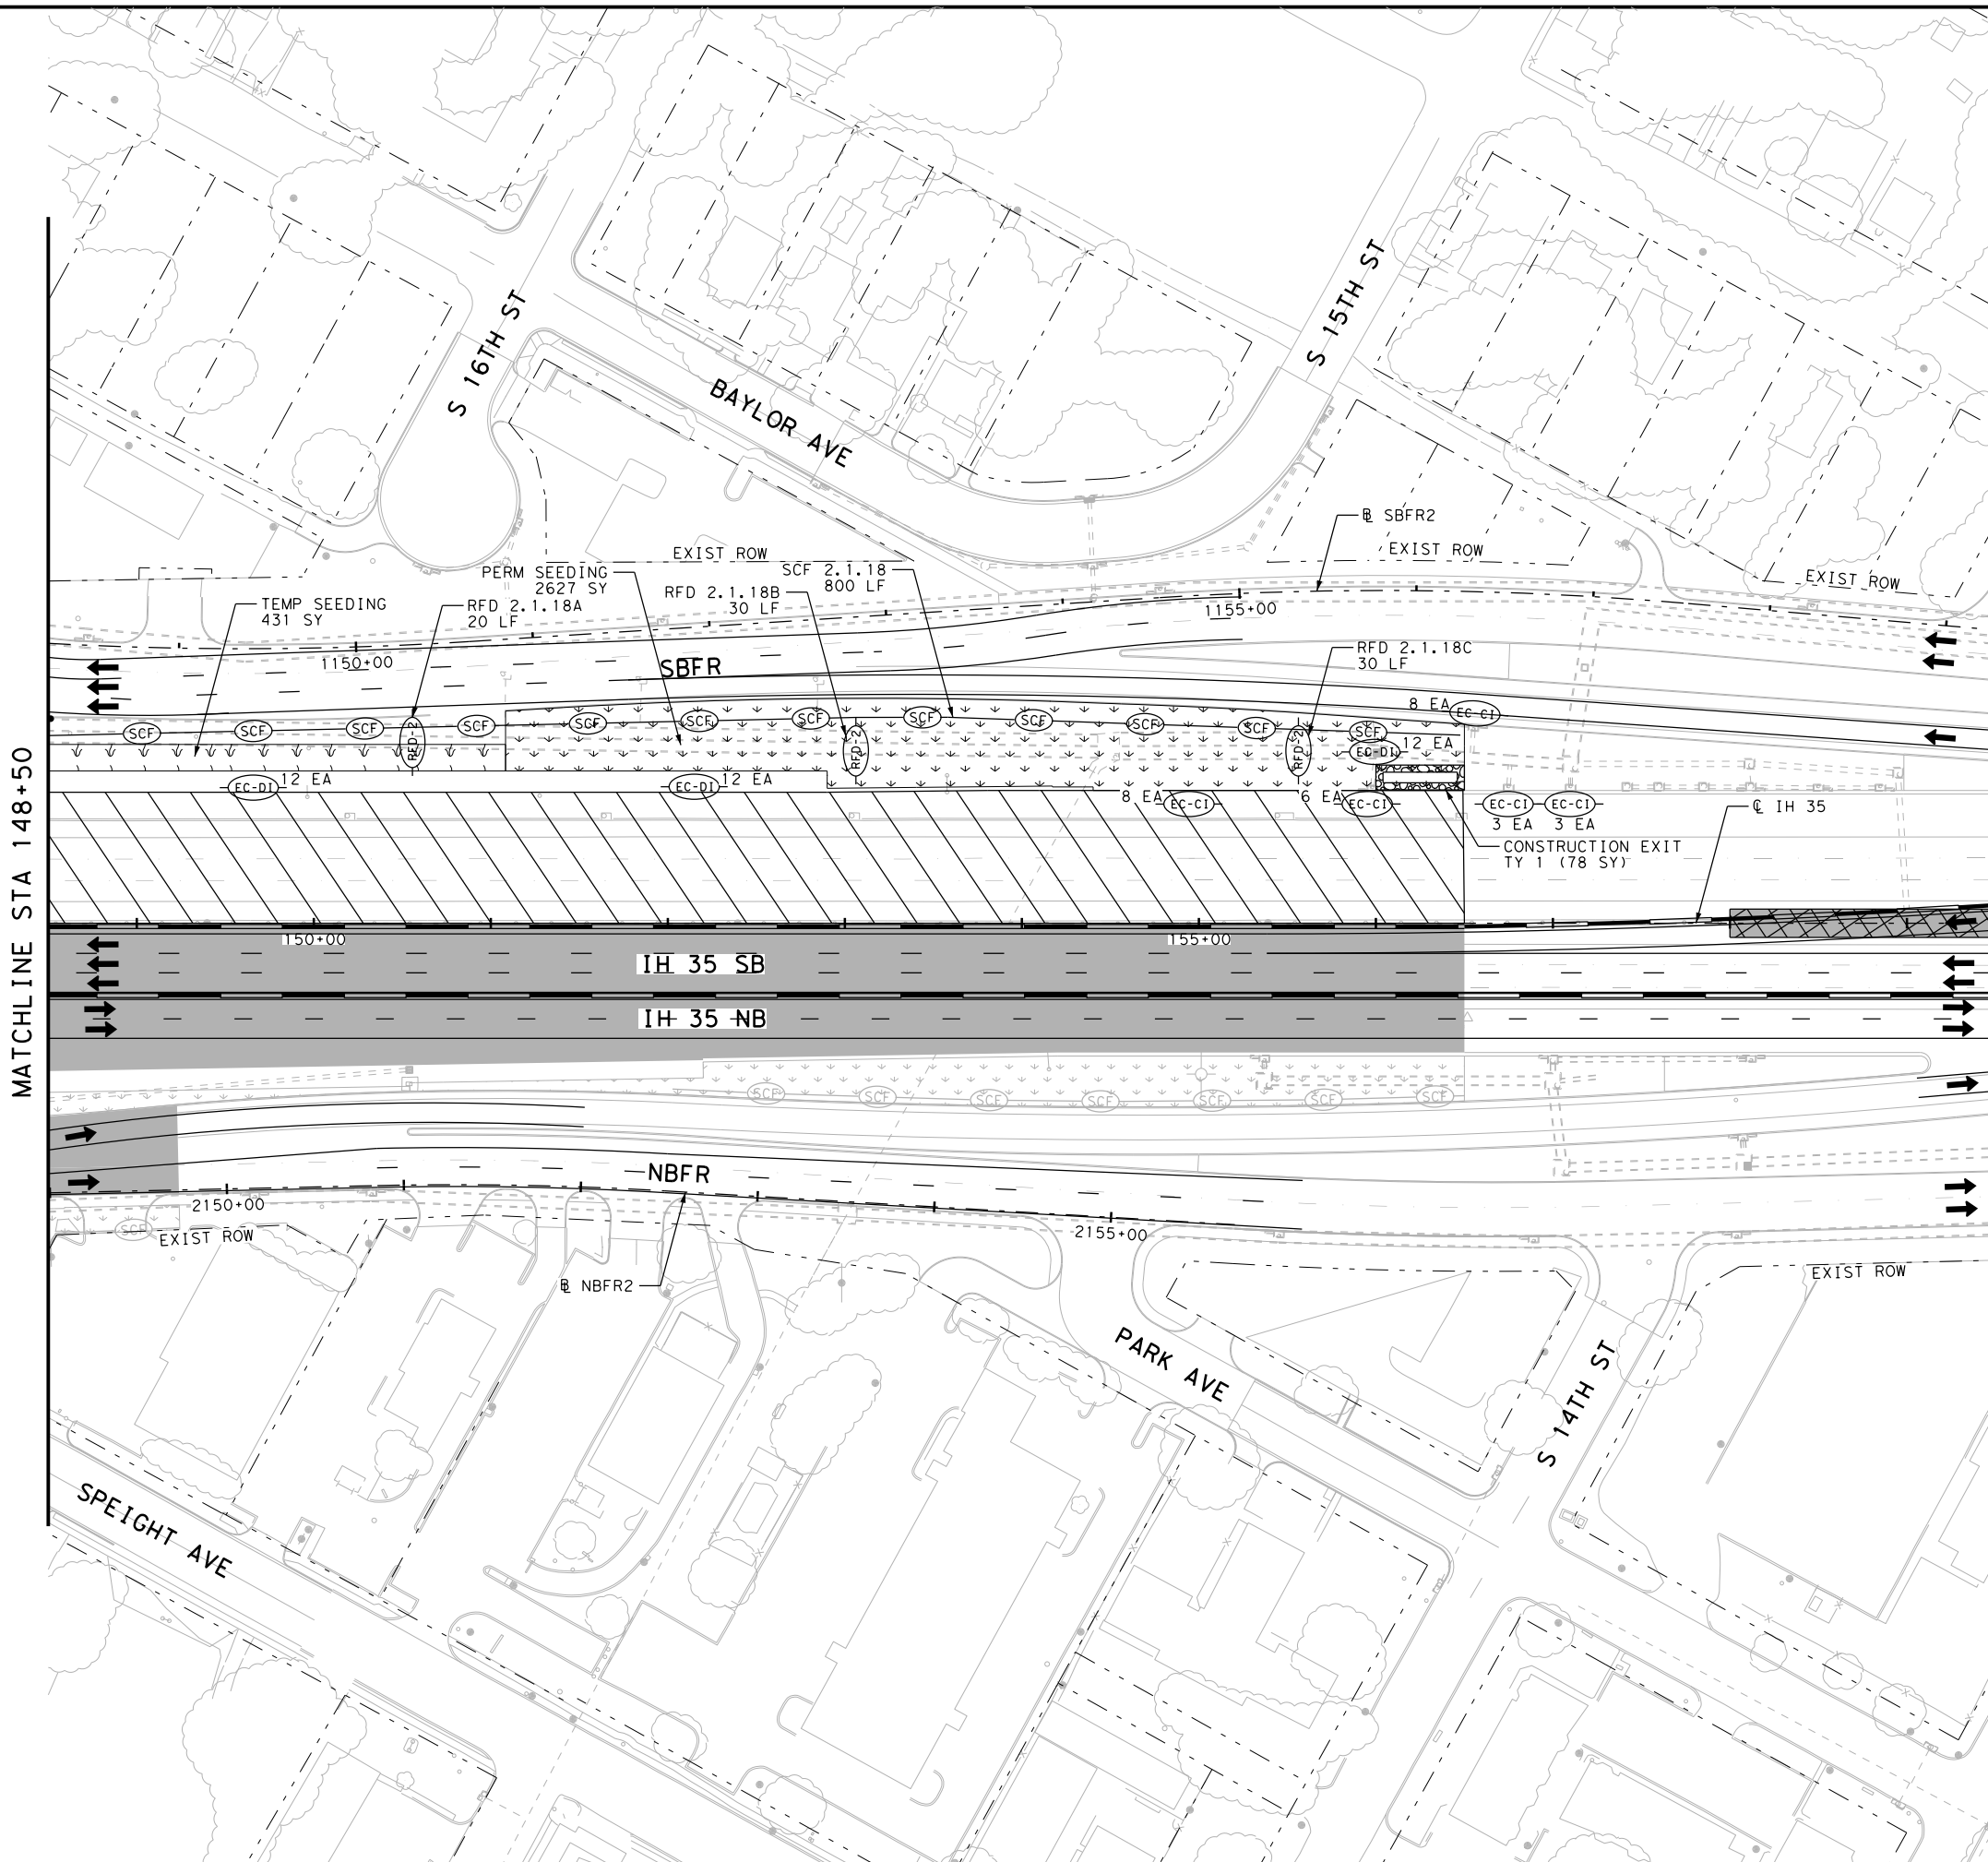 S 16TH ST
S 15TH ST
BAYLOR AVE
℄ SBFR2
EXIST ROW
EXIST ROW
EXIST ROW
PERM SEEDING
2627 SY
SCF 2.1.18
800 LF
RFD 2.1.18B
30 LF
TEMP SEEDING
431 SY
RFD 2.1.18A
20 LF
1155+00
1150+00
SBFR
RFD 2.1.18C
30 LF
8 EA
EC-CI
SCF
SCF
SCF
SCF
SCF
SCF
SCF
SCF
SCF
SCF
SCF
SCF
RFD-2
RFD-2
RFD-2
EC-DI
12 EA
EC-DI
12 EA
EC-DI
12 EA
8 EA
EC-CI
6 EA
EC-CI
EC-CI
EC-CI
3 EA
3 EA
℄ IH 35
CONSTRUCTION EXIT
TY 1 (78 SY)
MATCHLINE STA 148+50
150+00
155+00
IH 35 SB
IH 35 NB
SCF
SCF
SCF
SCF
SCF
SCF
SCF
NBFR
2150+00
2155+00
SCF
EXIST ROW
EXIST ROW
℄ NBFR2
PARK AVE
S 14TH ST
SPEIGHT AVE